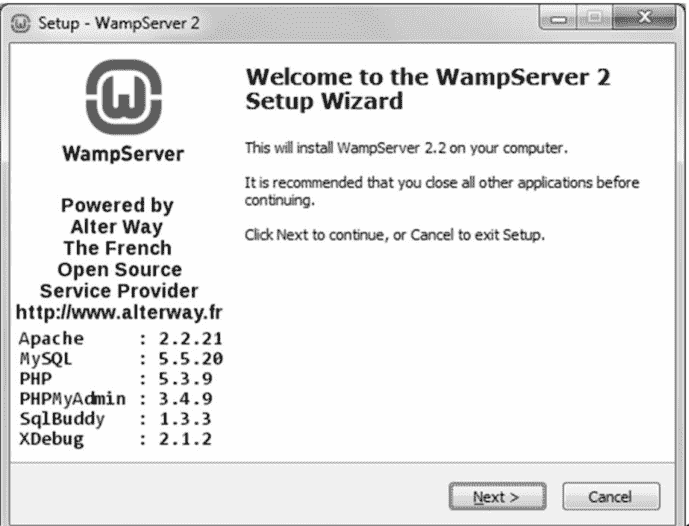 Setup - WampServer 2
WampServer
Powered by
Alter Way
The French
Open Source
Service Provider
http://www.alterway.fr
Apache : 2.2.21
MySQL : 5.5.20
PHP : 5.3.9
PHPMyAdmin : 3.4.9
SqlBuddy : 1.3.3
XDebug : 2.1.2
Welcome to the WampServer 2
Setup Wizard
This will install WampServer 2.2 on your computer.
It is recommended that you close all other applications before
continuing.
Click Next to continue, or Cancel to exit Setup.
Next >
Cancel